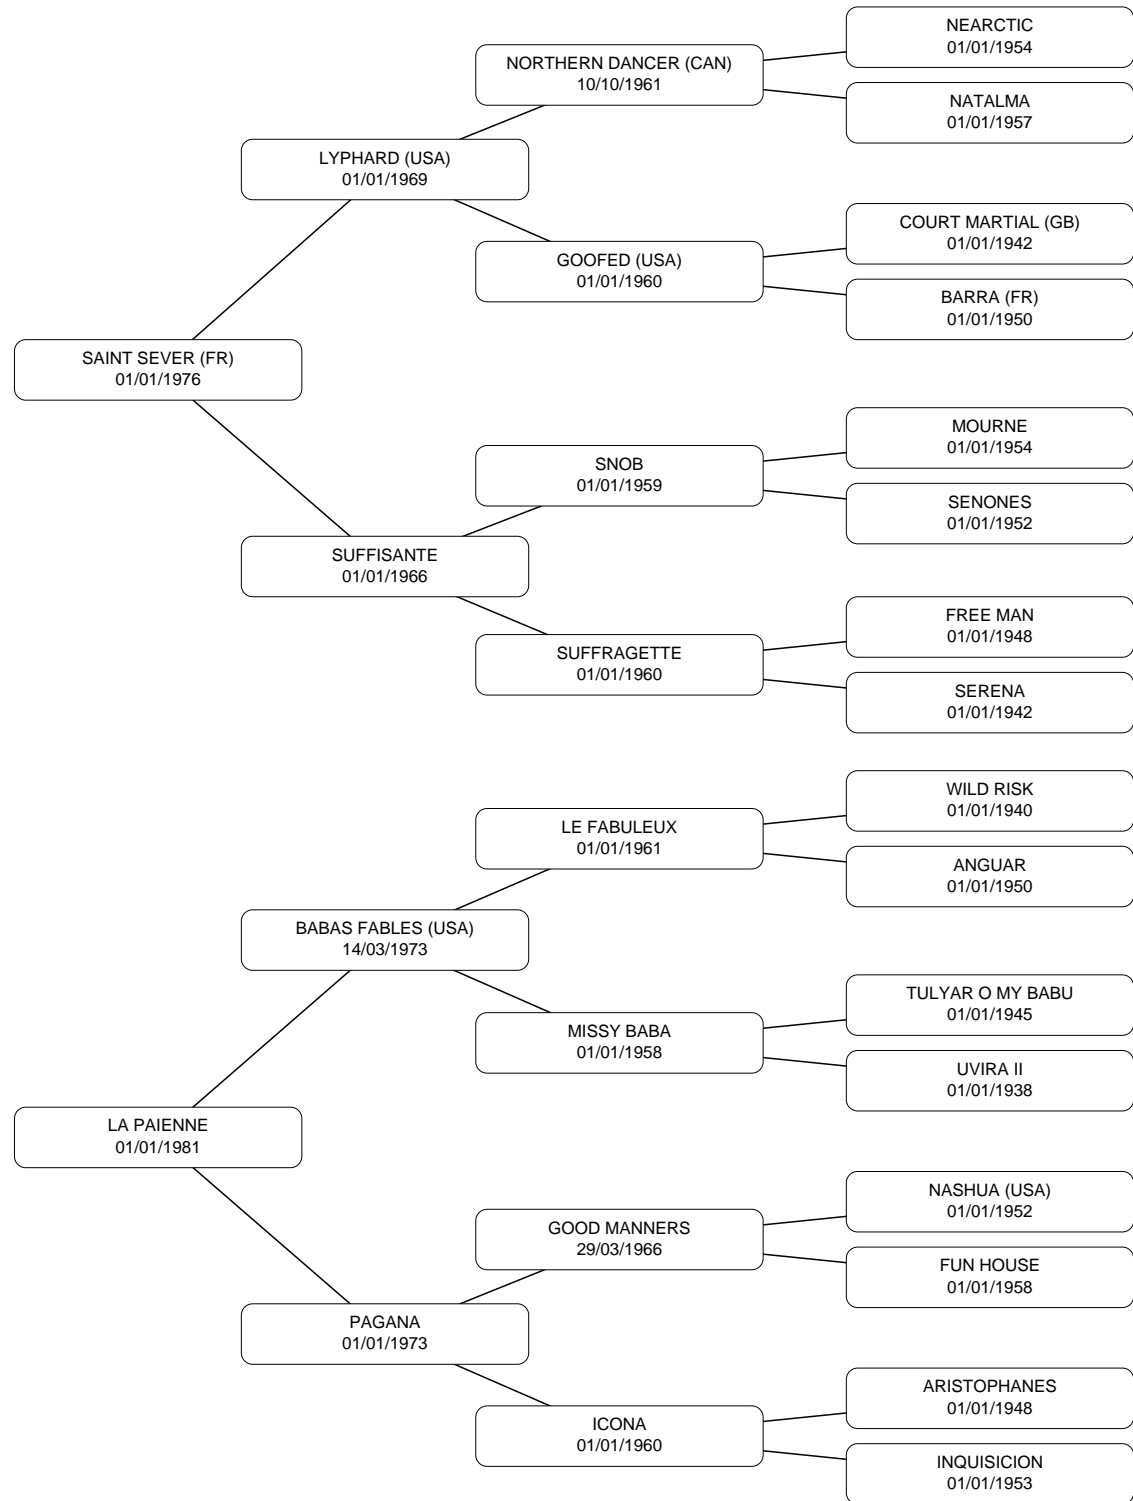 NEARCTIC
01/01/1954
NORTHERN DANCER (CAN)
10/10/1961
NATALMA
01/01/1957
LYPHARD (USA)
01/01/1969
COURT MARTIAL (GB)
01/01/1942
GOOFED (USA)
01/01/1960
BARRA (FR)
01/01/1950
SAINT SEVER (FR)
01/01/1976
MOURNE
01/01/1954
SNOB
01/01/1959
SENONES
01/01/1952
SUFFISANTE
01/01/1966
FREE MAN
01/01/1948
SUFFRAGETTE
01/01/1960
SERENA
01/01/1942
WILD RISK
01/01/1940
LE FABULEUX
01/01/1961
ANGUAR
01/01/1950
BABAS FABLES (USA)
14/03/1973
TULYAR O MY BABU
01/01/1945
MISSY BABA
01/01/1958
UVIRA II
01/01/1938
LA PAIENNE
01/01/1981
NASHUA (USA)
01/01/1952
GOOD MANNERS
29/03/1966
FUN HOUSE
01/01/1958
PAGANA
01/01/1973
ARISTOPHANES
01/01/1948
ICONA
01/01/1960
INQUISICION
01/01/1953